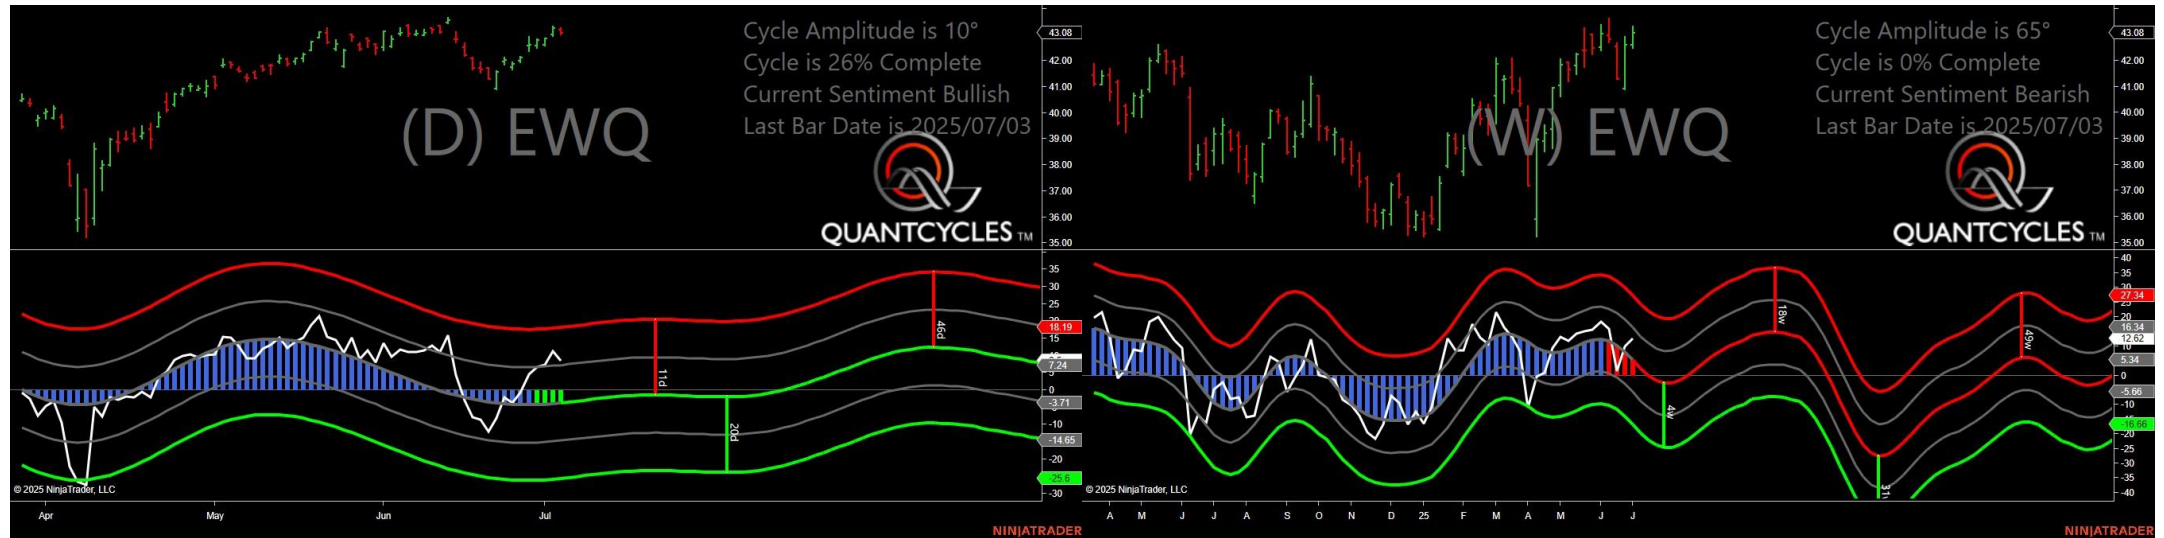 Cycle Amplitude is 10°
Cycle is 26% Complete
Current Sentiment Bullish
Last Bar Date is 2025/07/03
(D) EWQ
QUANTCYCLES TM
43.08
42.00
41.00
40.00
39.00
38.00
37.00
36.00
35.00
35
30
25
18.19
15
7.24
5
0
-3.71
-10
-14.65
-20
-25.6
-30
11d
20d
46d
© 2025 NinjaTrader, LLC
Apr May Jun Jul
NINJATRADER
Cycle Amplitude is 65°
Cycle is 0% Complete
Current Sentiment Bearish
Last Bar Date is 2025/07/03
(W) EWQ
QUANTCYCLES TM
43.08
42.00
41.00
40.00
39.00
38.00
37.00
36.00
35.00
40
35
30
27.34
20
16.34
12.62
10
5.34
0
-5.66
-10
-16.66
-20
-25
-30
-35
-40
18w
4w
49w
© 2025 NinjaTrader, LLC
A M J J A S O N D 25 F M A M J J
NINJATRADER